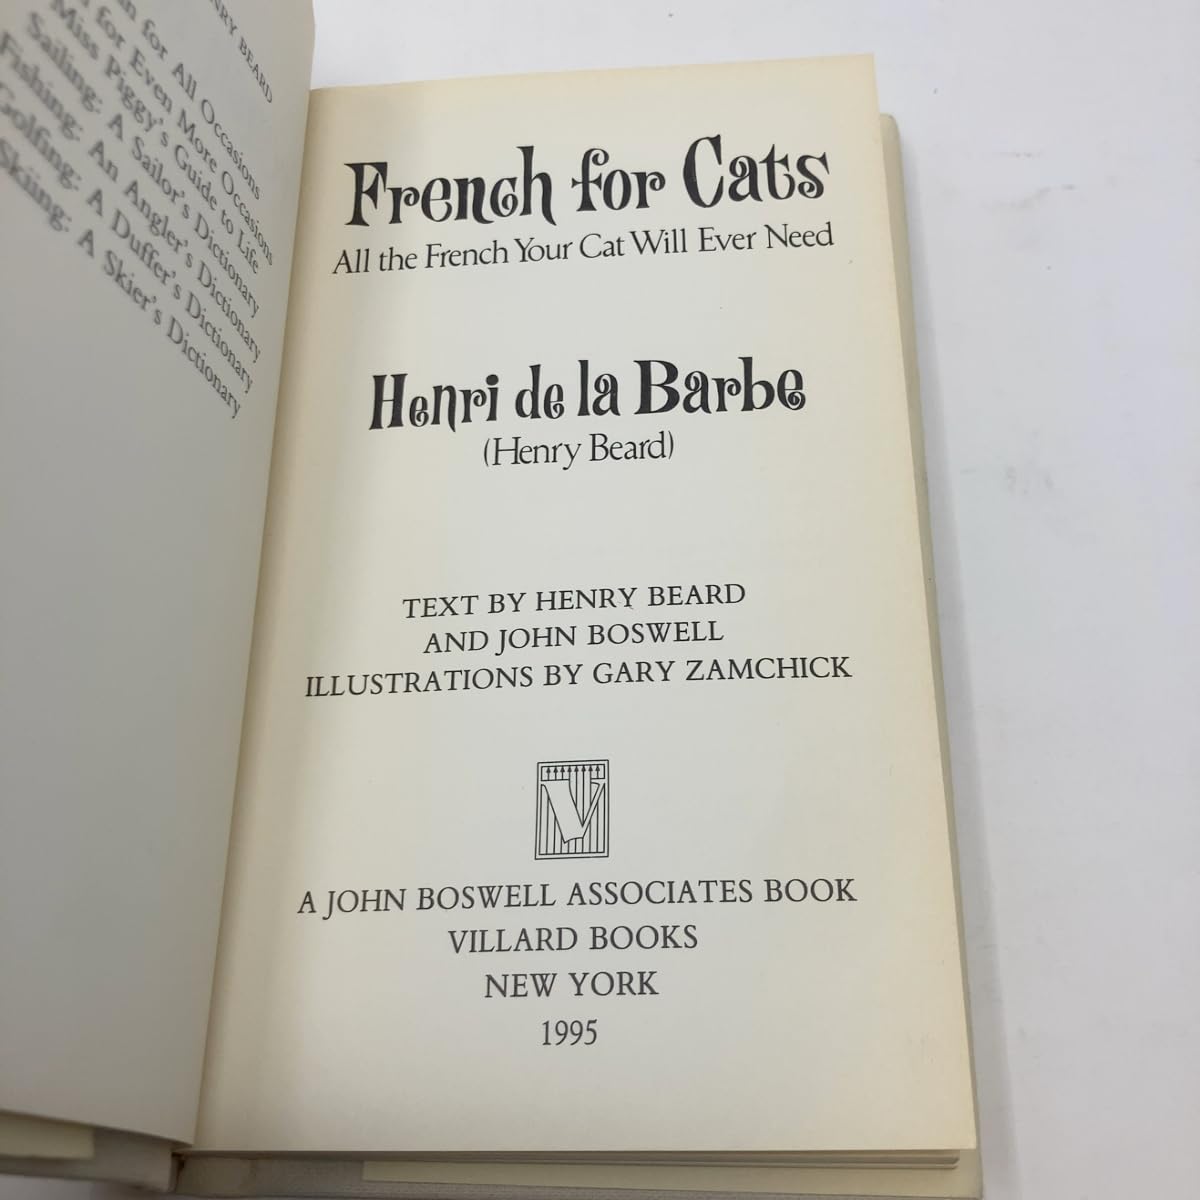 NRY BEARD
n for All Occasions
for Even More Occasions
Miss Piggy's Guide to Life
Sailing: A Sailor's Dictionary
Fishing: An Angler's Dictionary
Golfing: A Duffer's Dictionary
Skiing: A Skier's Dictionary
French for Cats
All the French Your Cat Will Ever Need
Henri de la Barbe
(Henry Beard)
TEXT BY HENRY BEARD
AND JOHN BOSWELL
ILLUSTRATIONS BY GARY ZAMCHICK
V
A JOHN BOSWELL ASSOCIATES BOOK
VILLARD BOOKS
NEW YORK
1995